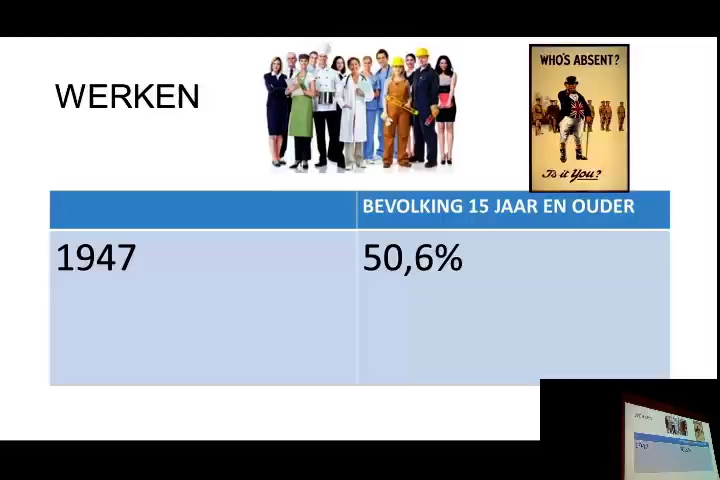 WERKEN
WHO'S ABSENT?
Is it You?
BEVOLKING 15 JAAR EN OUDER
1947
50,6%